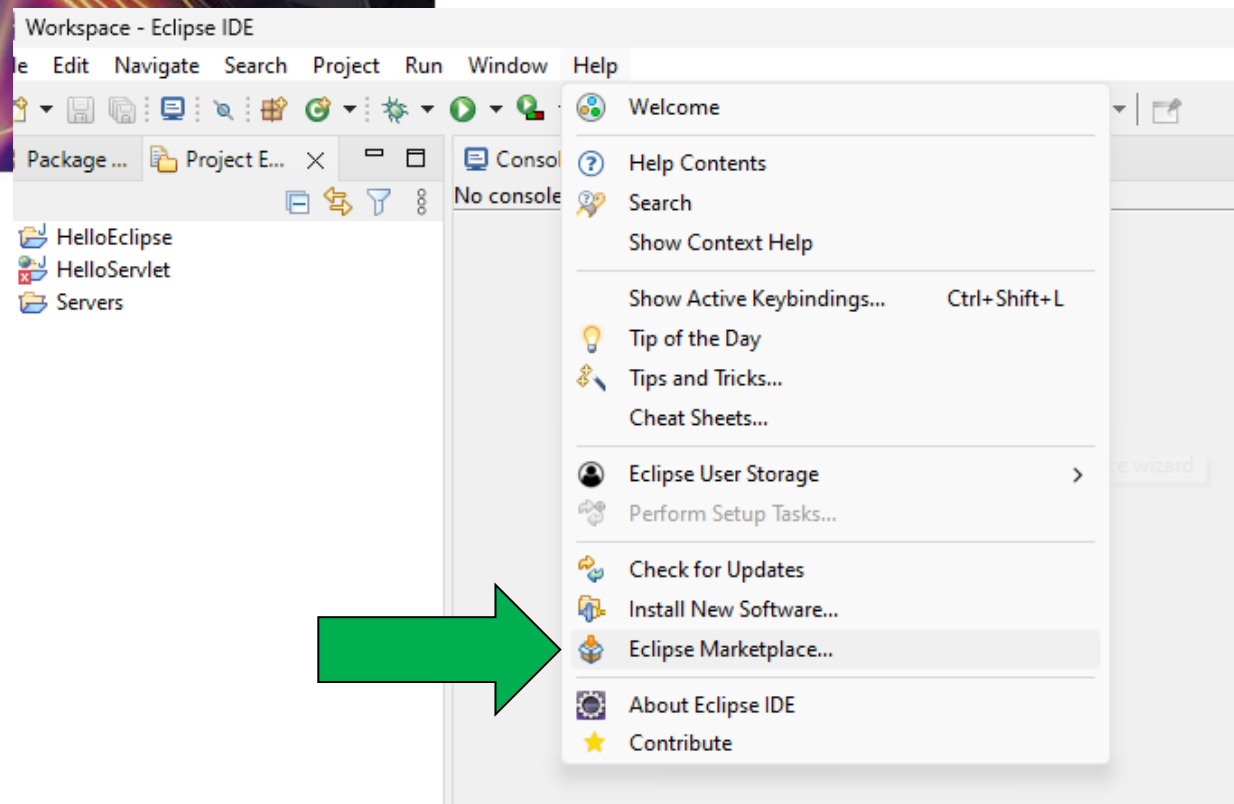 Workspace - Eclipse IDE
le Edit Navigate Search Project Run Window Help
Package ... Project E...
Consol
No console
HelloEclipse
HelloServlet
Servers
Welcome
Help Contents
Search
Show Context Help
Show Active Keybindings... Ctrl+Shift+L
Tip of the Day
Tips and Tricks...
Cheat Sheets...
Eclipse User Storage
Perform Setup Tasks...
Check for Updates
Install New Software...
Eclipse Marketplace...
About Eclipse IDE
Contribute
ce wizard